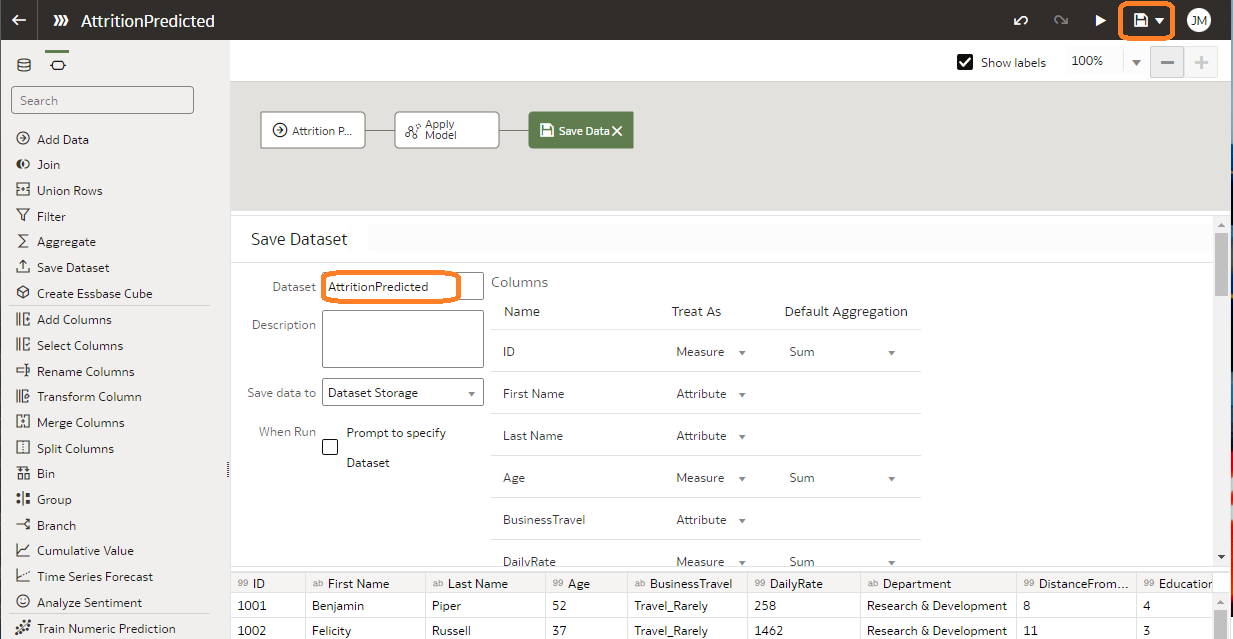 AttritionPredicted
JM
Show labels
100%
Search
Add Data
Join
Union Rows
Filter
Aggregate
Save Dataset
Create Essbase Cube
Add Columns
Select Columns
Rename Columns
Transform Column
Merge Columns
Split Columns
Bin
Group
Branch
Cumulative Value
Time Series Forecast
Analyze Sentiment
Train Numeric Prediction
Attrition P...
Apply
Model
Save Data
Save Dataset
Dataset
AttritionPredicted
Description
Save data to
Dataset Storage
When Run
Prompt to specify
Dataset
Columns
Name Treat As Default Aggregation
ID Measure Sum
First Name Attribute
Last Name Attribute
Age Measure Sum
BusinessTravel Attribute
DailyRate Measure Sum
99 ID ab First Name ab Last Name 99 Age ab BusinessTravel 99 DailyRate ab Department 99 DistanceFrom... 99 Education
1001 Benjamin Piper 52 Travel_Rarely 258 Research & Development 8 4
1002 Felicity Russell 37 Travel_Rarely 1462 Research & Development 11 3